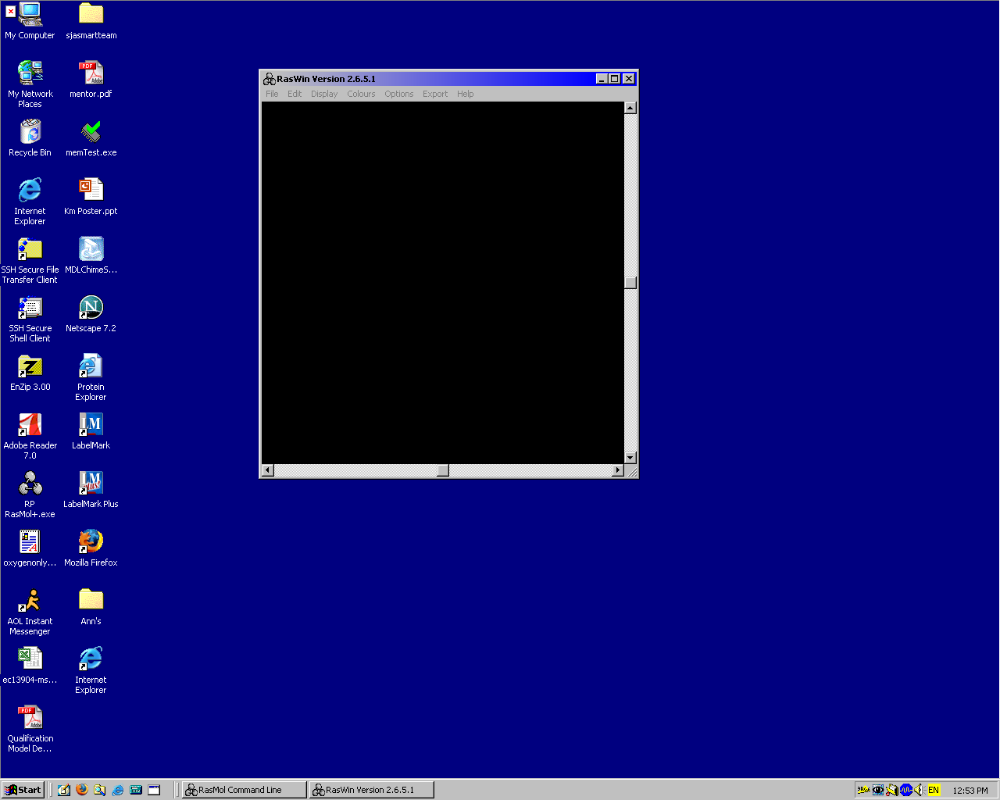 My Computer
sjasmartteam
My Network
Places
mentor.pdf
Recycle Bin
memTest.exe
Internet
Explorer
Km Poster.ppt
SSH Secure File
Transfer Client
MDLChimeS...
SSH Secure
Shell Client
Netscape 7.2
EnZip 3.00
Protein
Explorer
Adobe Reader
7.0
LabelMark
RP
RasMol+.exe
LabelMark Plus
oxygenonly...
Mozilla Firefox
AOL Instant
Messenger
Ann's
ec13904-ms...
Internet
Explorer
Qualification
Model De...
RasWin Version 2.6.5.1
File Edit Display Colours Options Export Help
Start
RasMol Command Line
RasWin Version 2.6.5.1
EN
12:53 PM